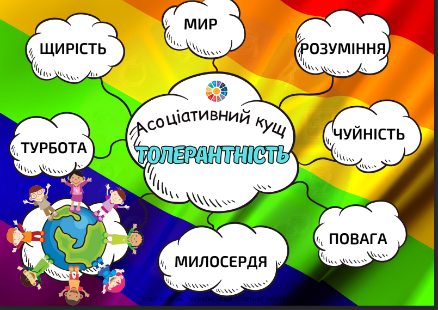 МИР
ЩИРІСТЬ
РОЗУМІННЯ
Асоціативний кущ
ТОЛЕРАНТНІСТЬ
ЧУЙНІСТЬ
ТУРБОТА
ПОВАГА
МИЛОСЕРДЯ